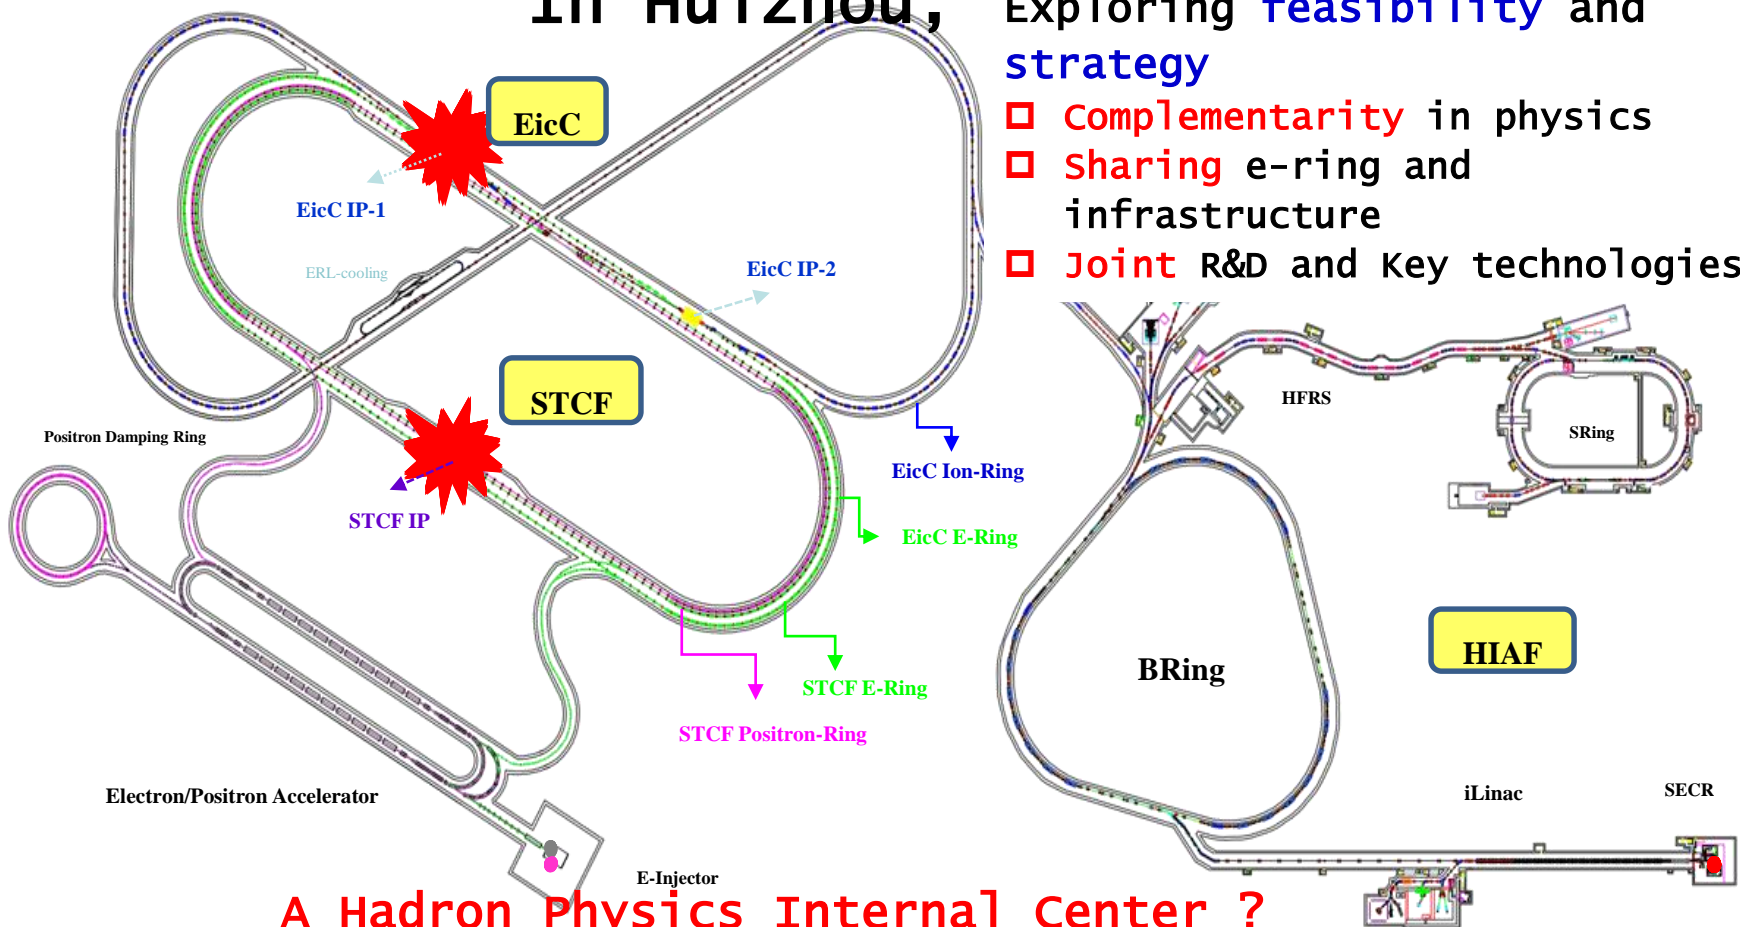 In Huizhou,
Exploring feasibility and
strategy
Complementarity in physics
Sharing e-ring and
infrastructure
Joint R&D and Key technologies
EicC
EicC IP-1
ERL-cooling
EicC IP-2
STCF
STCF IP
Positron Damping Ring
EicC Ion-Ring
EicC E-Ring
STCF E-Ring
STCF Positron-Ring
Electron/Positron Accelerator
E-Injector
HFRS
SRing
BRing
HIAF
iLinac
SECR
A Hadron Physics Internal Center ?